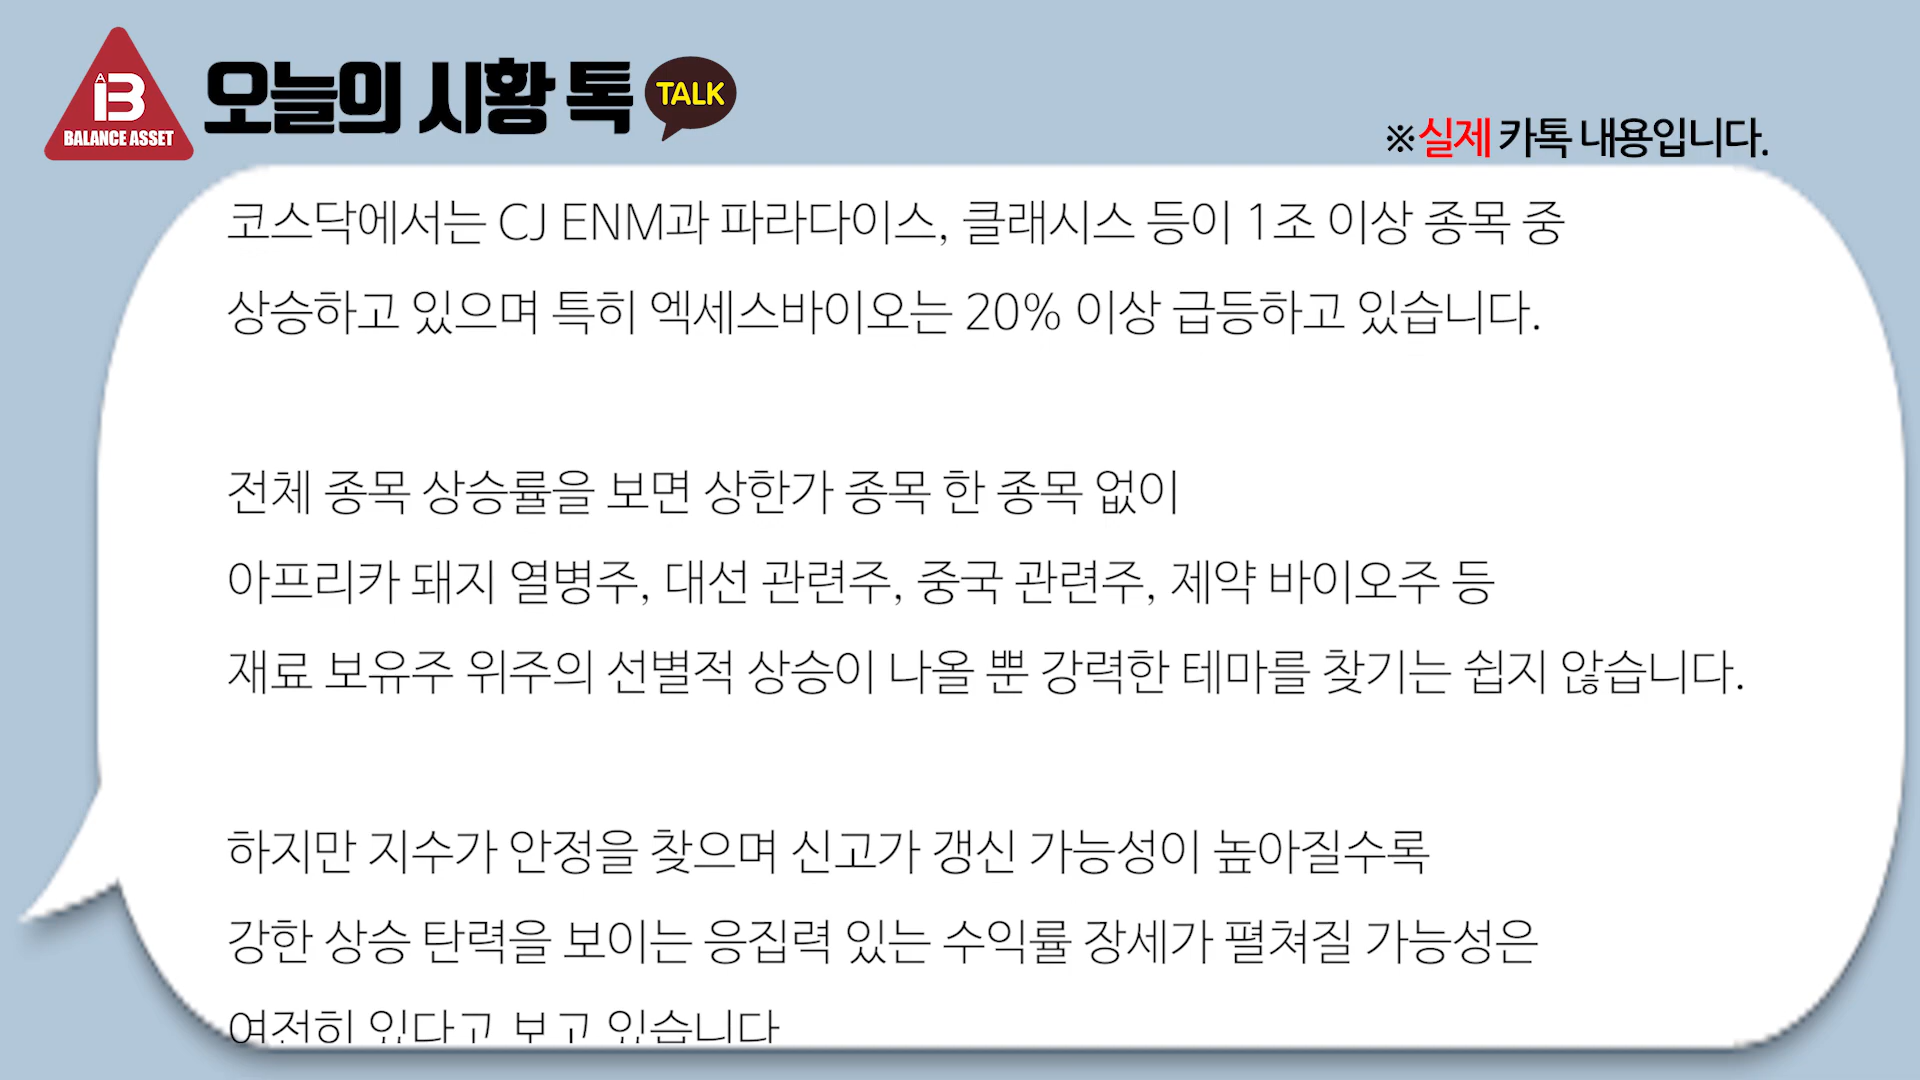 A
B
BALANCE ASSET
오늘의 시황 톡
TALK
※실제 카톡 내용입니다.
코스닥에서는 CJ ENM과 파라다이스, 클래시스 등이 1조 이상 종목 중
상승하고 있으며 특히 엑세스바이오는 20% 이상 급등하고 있습니다.
전체 종목 상승률을 보면 상한가 종목 한 종목 없이
아프리카 돼지 열병주, 대선 관련주, 중국 관련주, 제약 바이오주 등
재료 보유주 위주의 선별적 상승이 나올 뿐 강력한 테마를 찾기는 쉽지 않습니다.
하지만 지수가 안정을 찾으며 신고가 갱신 가능성이 높아질수록
강한 상승 탄력을 보이는 응집력 있는 수익률 장세가 펼쳐질 가능성은
여전히 있다고 보고 있습니다